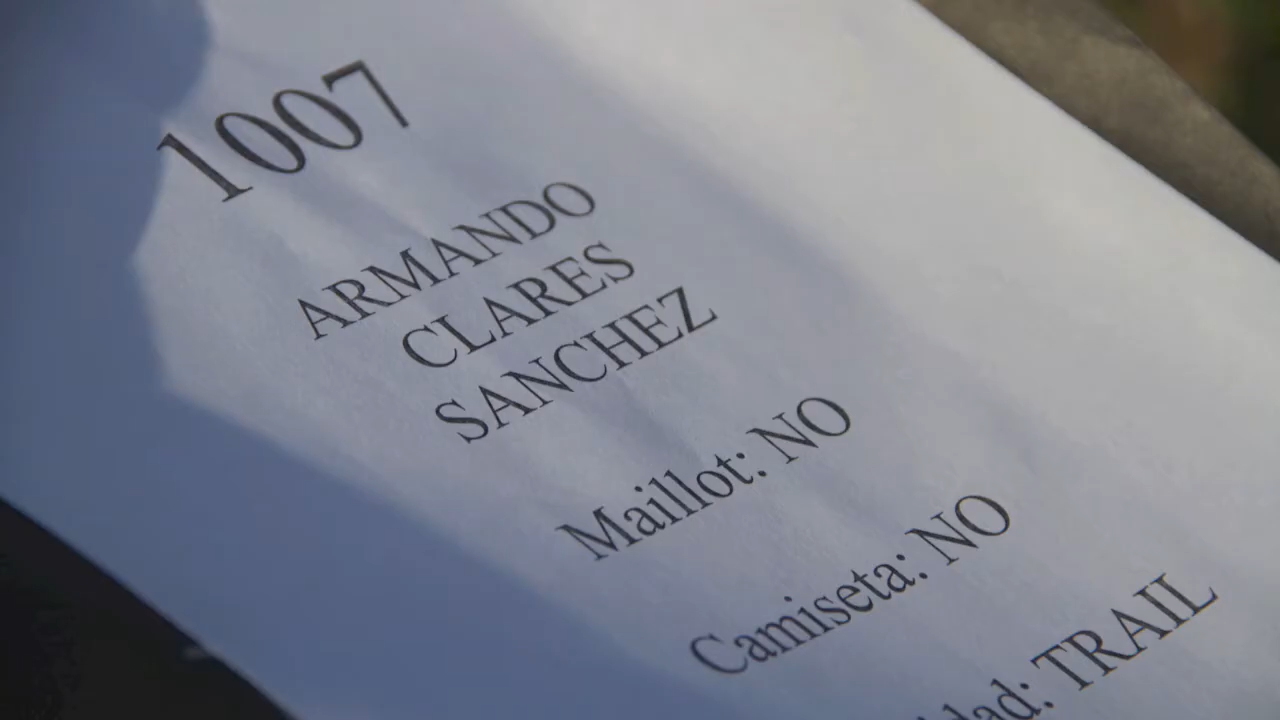 1007
ARMANDO
CLARES
SANCHEZ
Maillot: NO
Camiseta: NO
TRAIL